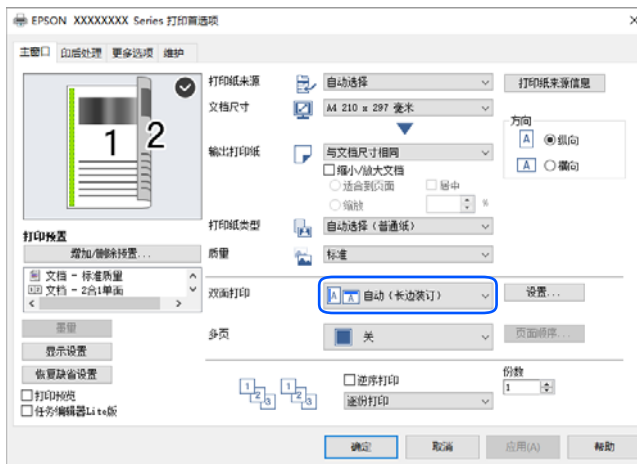 EPSON XXXXXXXX Series 打印首选项
主窗口 印后处理 更多选项 维护
1 2
打印预置
增加/删除预置...
文档 - 标准质量
文档 - 2合1单面
墨量
显示设置
恢复缺省设置
打印预览
任务编辑器Lite版
打印纸来源 自动选择 打印纸来源信息
文档尺寸 A4 210 x 297 毫米
方向
A 纵向
A 横向
输出打印纸 与文档尺寸相同
缩小/放大文档
适合到页面 居中
缩放 %
打印纸类型 自动选择(普通纸)
质量 标准
双面打印 A A 自动(长边装订) 设置...
多页 关 页面顺序...
1 2 3 1 2 3 逆序打印
逐份打印
份数
1
确定 取消 应用(A) 帮助